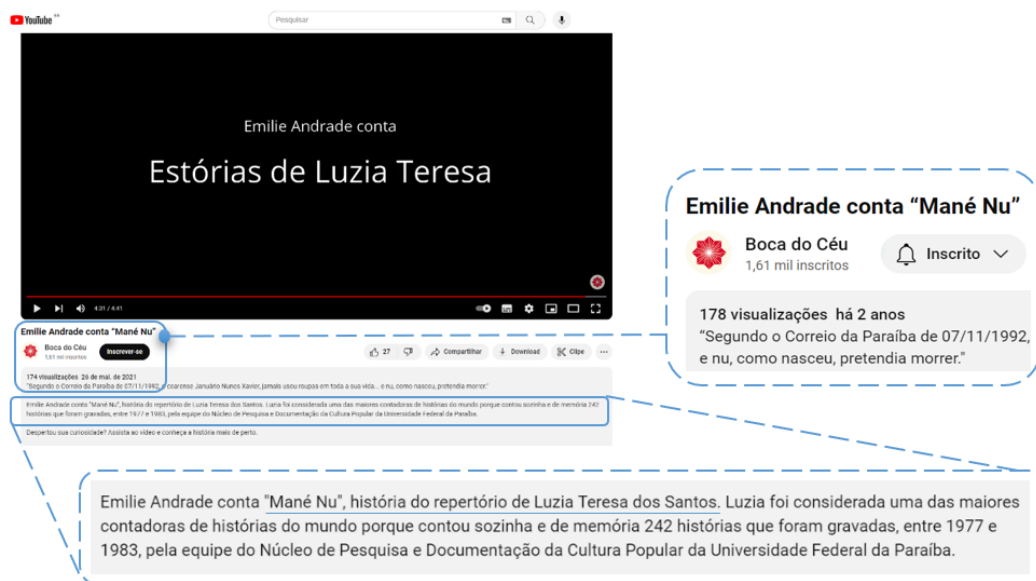 YouTube BR
Pesquisar
Emilie Andrade conta
Estórias de Luzia Teresa
4:31 / 4:41
Emilie Andrade conta "Mané Nu"
Boca do Céu
1,61 mil inscritos
Inscrever-se
27
Compartilhar
Download
Clipe
174 visualizações 26 de mai. de 2021
"Segundo o Correio da Paraíba de 07/11/1992, o cearense Januário Nunes Xavier, jamais usou roupas em toda a sua vida... e nu, como nasceu, pretendia morrer."
Emilie Andrade conta "Mané Nu", história do repertório de Luzia Teresa dos Santos. Luzia foi considerada uma das maiores contadoras de histórias do mundo porque contou sozinha e de memória 242
histórias que foram gravadas, entre 1977 e 1983, pela equipe do Núcleo de Pesquisa e Documentação da Cultura Popular da Universidade Federal da Paraíba.
Despertou sua curiosidade? Assista ao vídeo e conheça a história mais de perto.
Emilie Andrade conta “Mané Nu”
Boca do Céu
1,61 mil inscritos
Inscrito
178 visualizações há 2 anos
“Segundo o Correio da Paraíba de 07/11/1992,
e nu, como nasceu, pretendia morrer."
Emilie Andrade conta "Mané Nu", história do repertório de Luzia Teresa dos Santos. Luzia foi considerada uma das maiores
contadoras de histórias do mundo porque contou sozinha e de memória 242 histórias que foram gravadas, entre 1977 e
1983, pela equipe do Núcleo de Pesquisa e Documentação da Cultura Popular da Universidade Federal da Paraíba.